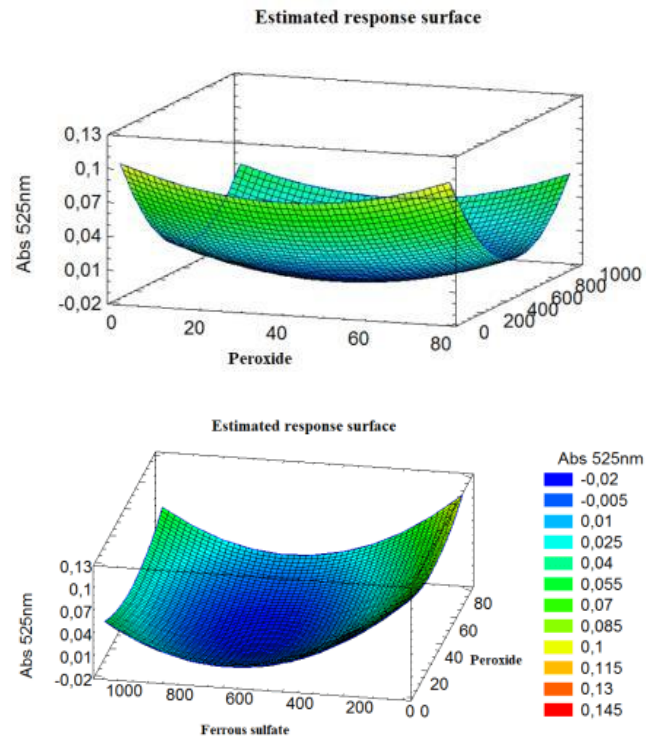 Estimated response surface
0,13
0,1
0,07
0,04
0,01
-0,02
Abs 525nm
0 20 40 60 80
Peroxide
0 200 400 600 800 1000
Estimated response surface
0,13
0,1
0,07
0,04
0,01
-0,02
Abs 525nm
1000 800 600 400 200 0
Ferrous sulfate
0 20 40 60 80
Peroxide
Abs 525nm
-0,02
-0,005
0,01
0,025
0,04
0,055
0,07
0,085
0,1
0,115
0,13
0,145